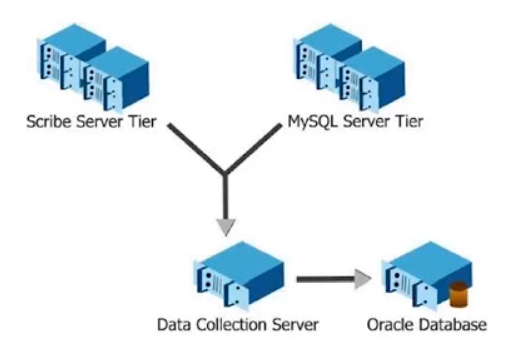 Scribe Server Tier
MySQL Server Tier
Data Collection Server
Oracle Database